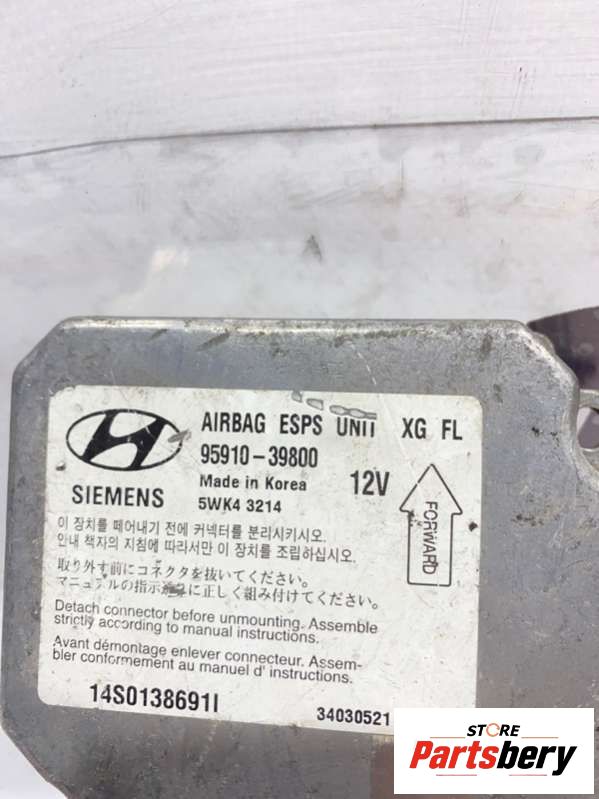 AIRBAG ESPS UNIT XG FL
95910-39800
Made in Korea
12V
SIEMENS
5WK4 3214
FORWARD
이 장치를 떼어내기 전에 커넥터를 분리시키시오.
안내 책자의 지침에 따라서만 이 장치를 조립하십시오.
取り外す前にコネクタを抜いてください。
マニュアルの指示通りに正しく組み付けてください。
Detach connector before unmounting. Assemble
strictly according to manual instructions.
Avant démontage enlever connecteur. Assem-
bler conformement au manuel d' instructions.
14S0138691I
34030521
STORE
Partsbery